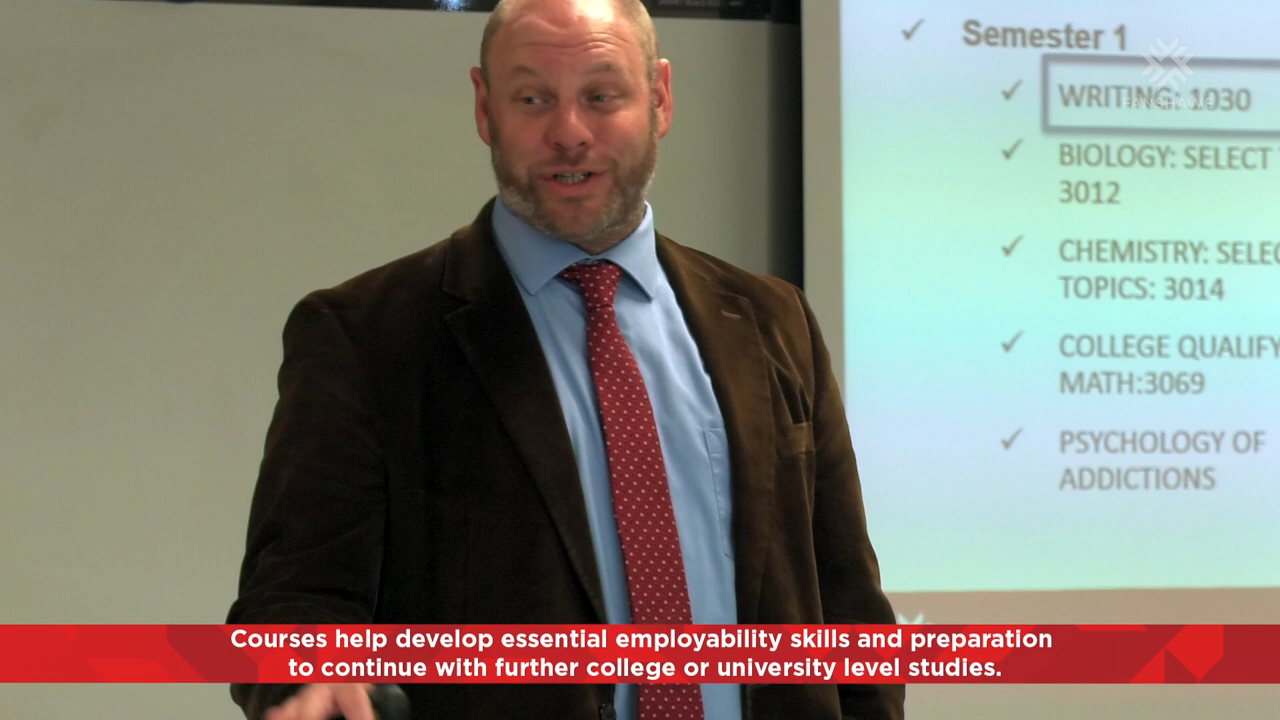 Semester 1
WRITING: 1030
BIOLOGY: SELECT
3012
CHEMISTRY: SELEC
TOPICS: 3014
COLLEGE QUALIFY
MATH:3069
PSYCHOLOGY OF
ADDICTIONS
FANSHAWE
Courses help develop essential employability skills and preparation
to continue with further college or university level studies.